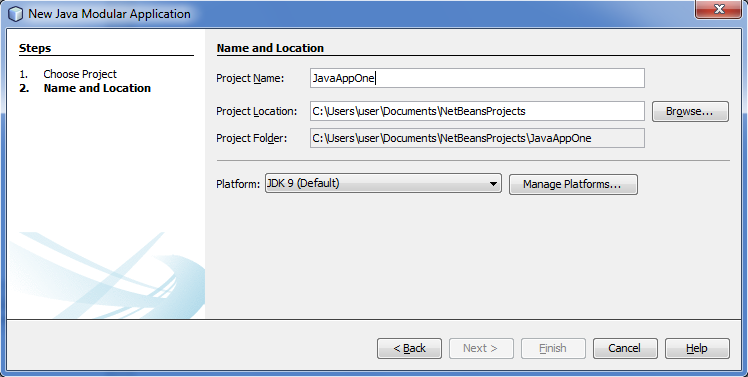 New Java Modular Application
Steps
1. Choose Project
2. Name and Location
Name and Location
Project Name: JavaAppOne
Project Location: C:\Users\user\Documents\NetBeansProjects Browse...
Project Folder: C:\Users\user\Documents\NetBeansProjects\JavaAppOne
Platform: JDK 9 (Default) Manage Platforms...
< Back Next > Finish Cancel Help